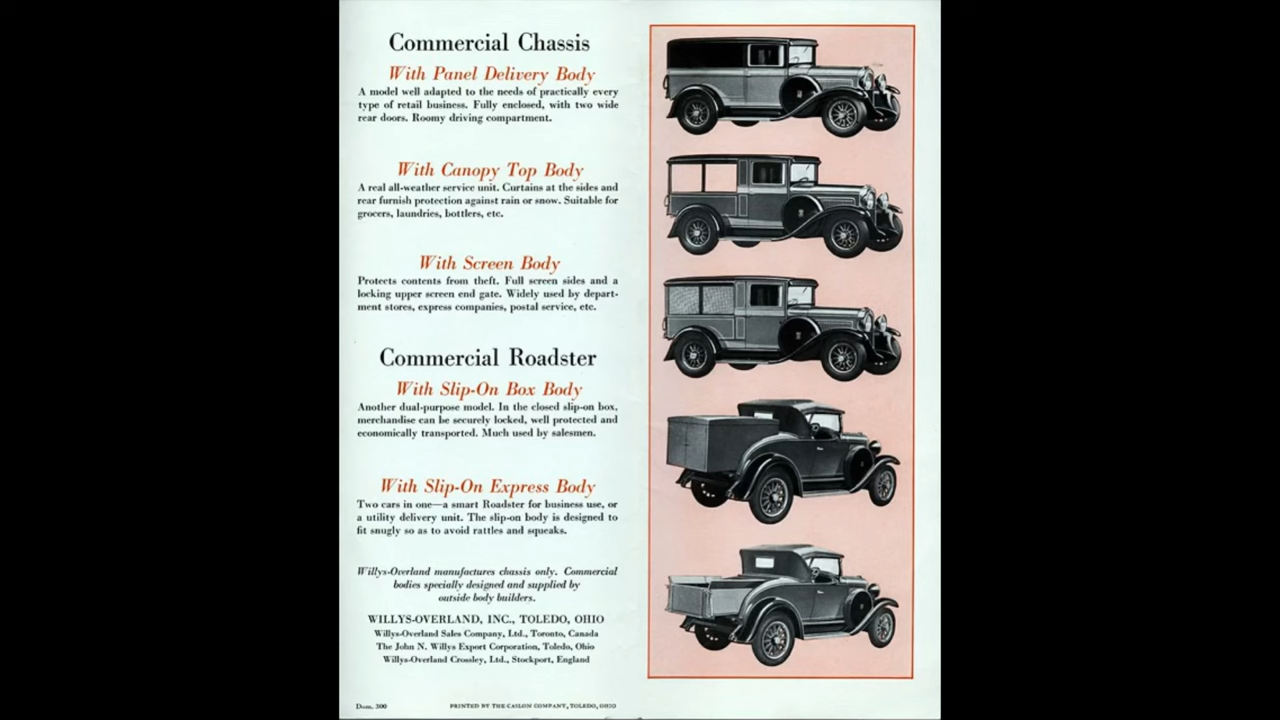 Commercial Chassis
With Panel Delivery Body
A model well adapted to the needs of practically every
type of retail business. Fully enclosed, with two wide
rear doors. Roomy driving compartment.
With Canopy Top Body
A real all-weather service unit. Curtains at the sides and
rear furnish protection against rain or snow. Suitable for
grocers, laundries, bottlers, etc.
With Screen Body
Protects contents from theft. Full screen sides and a
locking upper screen end gate. Widely used by depart-
ment stores, express companies, postal service, etc.
Commercial Roadster
With Slip-On Box Body
Another dual-purpose model. In the closed slip-on box,
merchandise can be securely locked, well protected and
economically transported. Much used by salesmen.
With Slip-On Express Body
Two cars in one—a smart Roadster for business use, or
a utility delivery unit. The slip-on body is designed to
fit snugly so as to avoid rattles and squeaks.
Willys-Overland manufactures chassis only. Commercial
bodies specially designed and supplied by
outside body builders.
WILLYS-OVERLAND, INC., TOLEDO, OHIO
Willys-Overland Sales Company, Ltd., Toronto, Canada
The John N. Willys Export Corporation, Toledo, Ohio
Willys-Overland Crossley, Ltd., Stockport, England
Dom. 300
PRINTED BY THE CASLON COMPANY, TOLEDO, OHIO